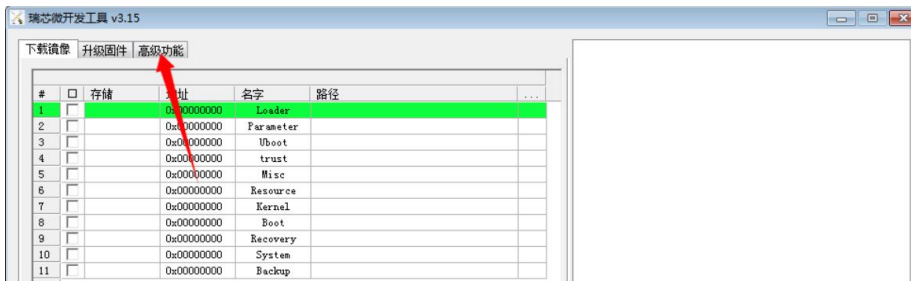 瑞芯微开发工具 v3.15
下载镜像 升级固件 高级功能
# 存储 地址 名字 路径 ...
1 0x00000000 Loader
2 0x00000000 Parameter
3 0x00000000 Uboot
4 0x00000000 trust
5 0x00000000 Misc
6 0x00000000 Resource
7 0x00000000 Kernel
8 0x00000000 Boot
9 0x00000000 Recovery
10 0x00000000 System
11 0x00000000 Backup